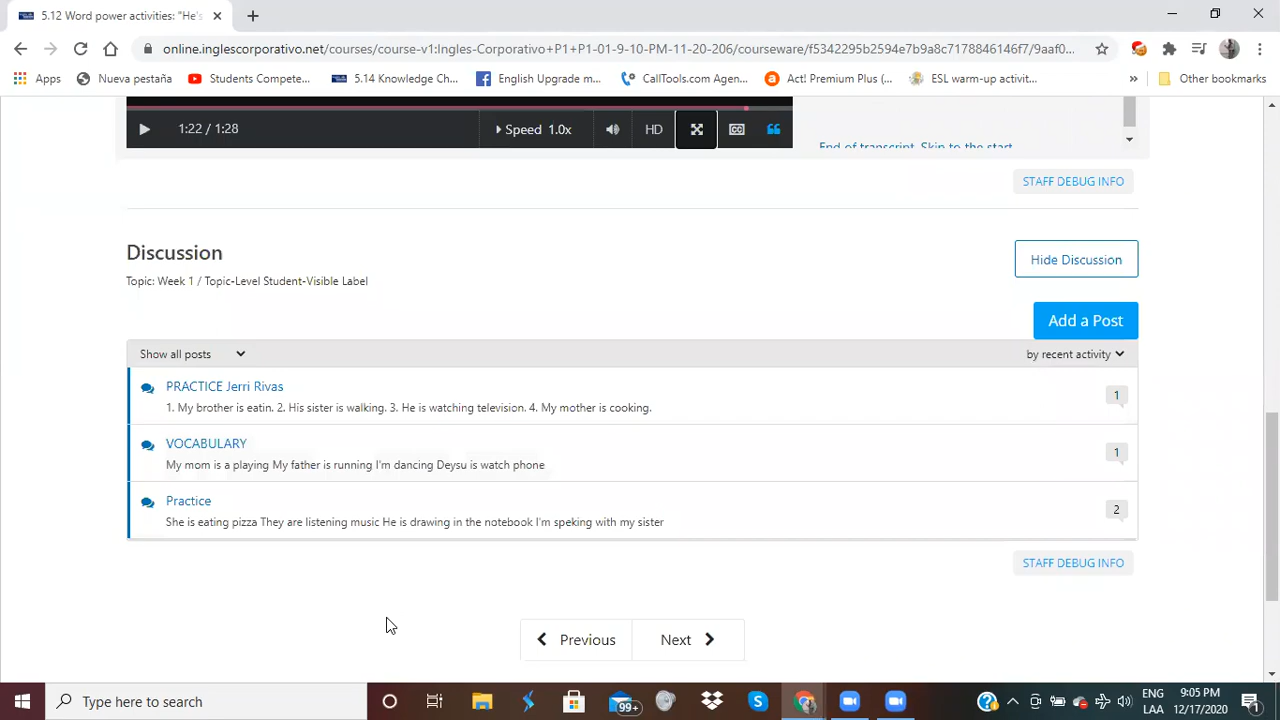 5.12 Word power activities: "He's
online.inglescorporativo.net/courses/course-v1:Ingles-Corporativo+P1+P1-01-9-10-PM-11-20-206/courseware/f5342295b2594e7b9a8c7178846146f7/9aaf0...
Apps
Nueva pestaña
Students Compete...
5.14 Knowledge Ch...
English Upgrade m...
CallTools.com Agen...
Act! Premium Plus (...
ESL warm-up activit...
»
Other bookmarks
1:22 / 1:28
Speed 1.0x
HD
End of transcript. Skip to the start.
STAFF DEBUG INFO
Discussion
Hide Discussion
Topic: Week 1 / Topic-Level Student-Visible Label
Add a Post
Show all posts
by recent activity
PRACTICE Jerri Rivas
1. My brother is eatin. 2. His sister is walking. 3. He is watching television. 4. My mother is cooking.
1
VOCABULARY
My mom is a playing My father is running I'm dancing Deysu is watch phone
1
Practice
She is eating pizza They are listening music He is drawing in the notebook I'm speking with my sister
2
STAFF DEBUG INFO
Previous
Next
Type here to search
99+
ENG
LAA
9:05 PM
12/17/2020
1